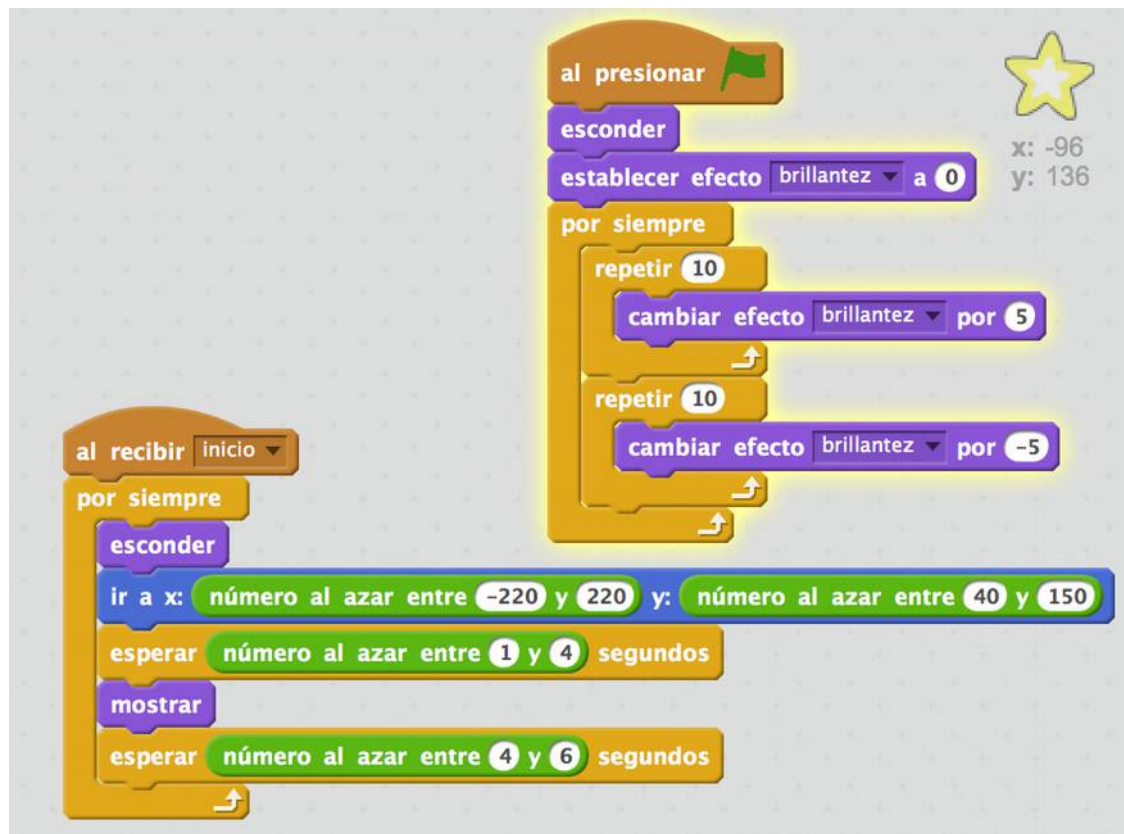 al presionar
esconder
establecer efecto brillantez a 0
por siempre
repetir 10
cambiar efecto brillantez por 5
repetir 10
cambiar efecto brillantez por -5
x: -96
y: 136
al recibir inicio
por siempre
esconder
ir a x: número al azar entre -220 y 220 y: número al azar entre 40 y 150
esperar número al azar entre 1 y 4 segundos
mostrar
esperar número al azar entre 4 y 6 segundos